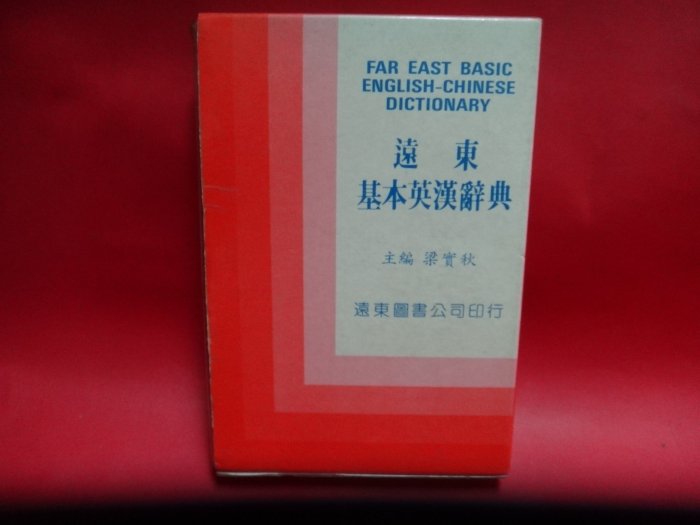 FAR EAST BASIC
ENGLISH-CHINESE
DICTIONARY
遠東
基本英漢辭典
主編 梁實秋
遠東圖書公司印行